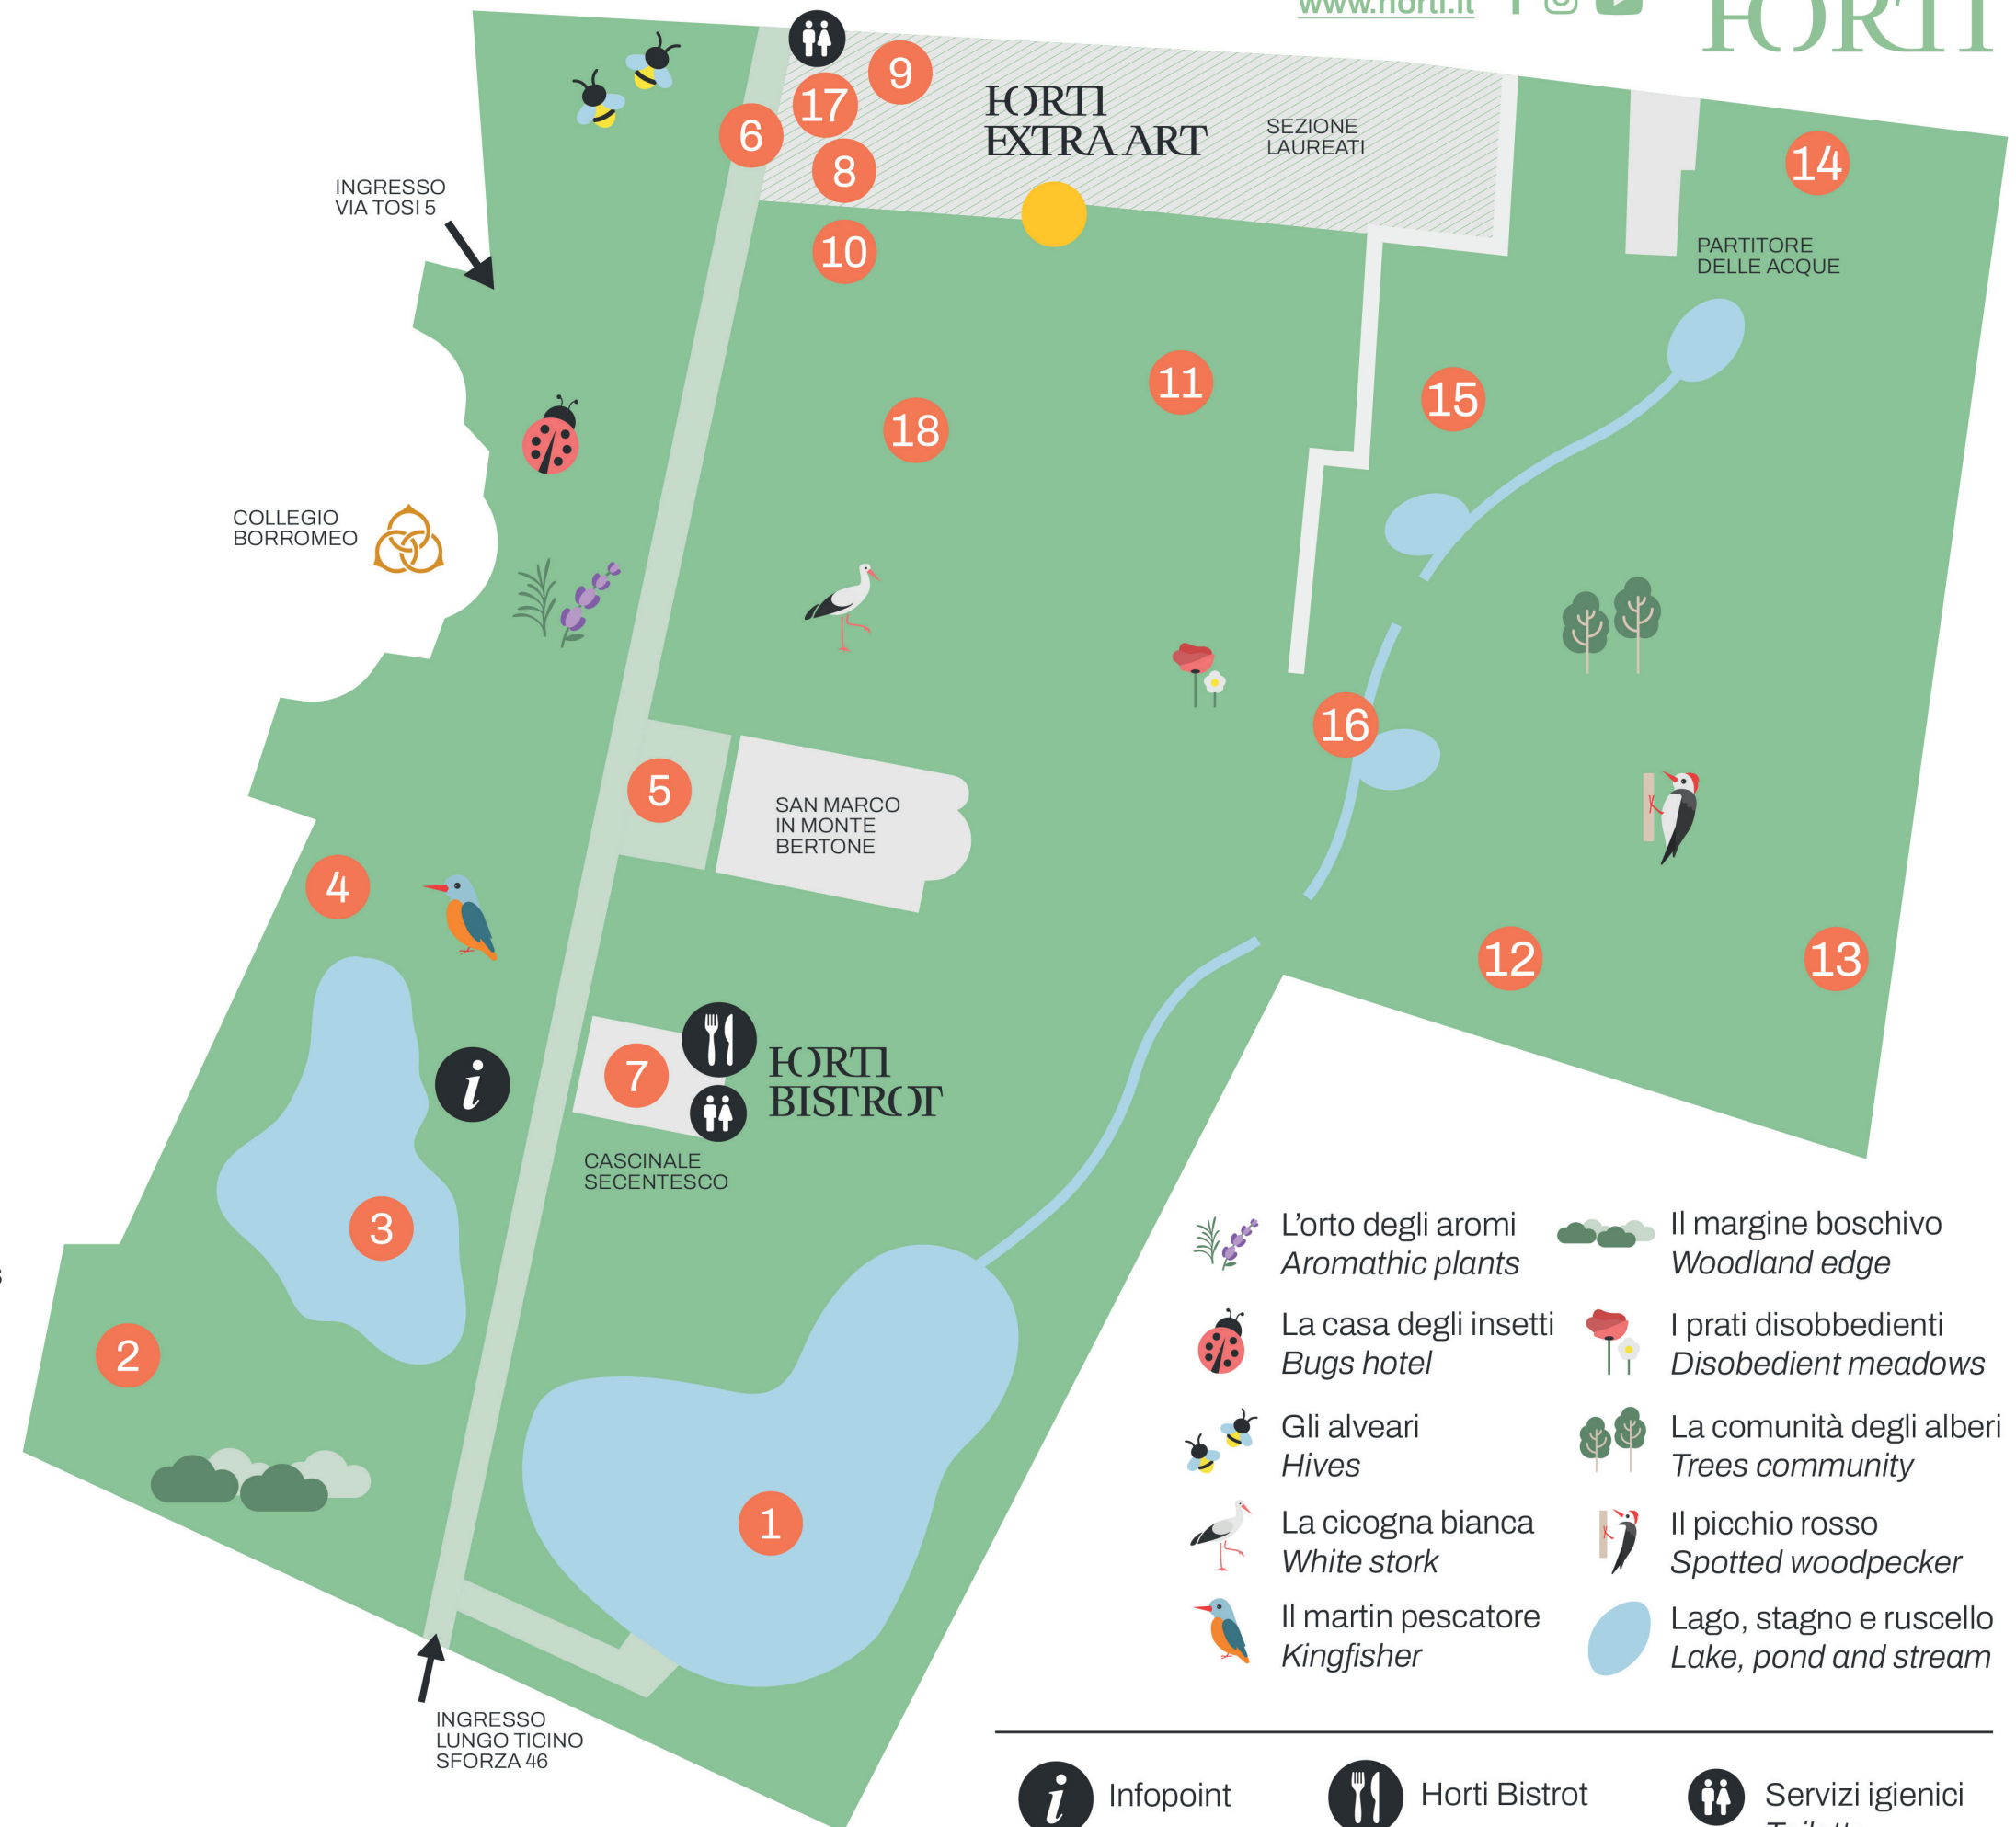 www.horti.it
HORTI
9
17
6
8
10
HORTI
EXTRA ART
SEZIONE
LAUREATI
14
INGRESSO
VIA TOSI 5
PARTITORE
DELLE ACQUE
11
15
18
COLLEGIO
BORROMEO
16
5
SAN MARCO
IN MONTE
BERTONE
4
12
13
i
7
HORTI
BISTROT
CASCINALE
SECENTESCO
3
2
1
INGRESSO
LUNGO TICINO
SFORZA 46
L'orto degli aromi
Aromathic plants
La casa degli insetti
Bugs hotel
Gli alveari
Hives
La cicogna bianca
White stork
Il martin pescatore
Kingfisher
Il margine boschivo
Woodland edge
I prati disobbedienti
Disobedient meadows
La comunità degli alberi
Trees community
Il picchio rosso
Spotted woodpecker
Lago, stagno e ruscello
Lake, pond and stream
i
Infopoint
Horti Bistrot
Servizi igienici